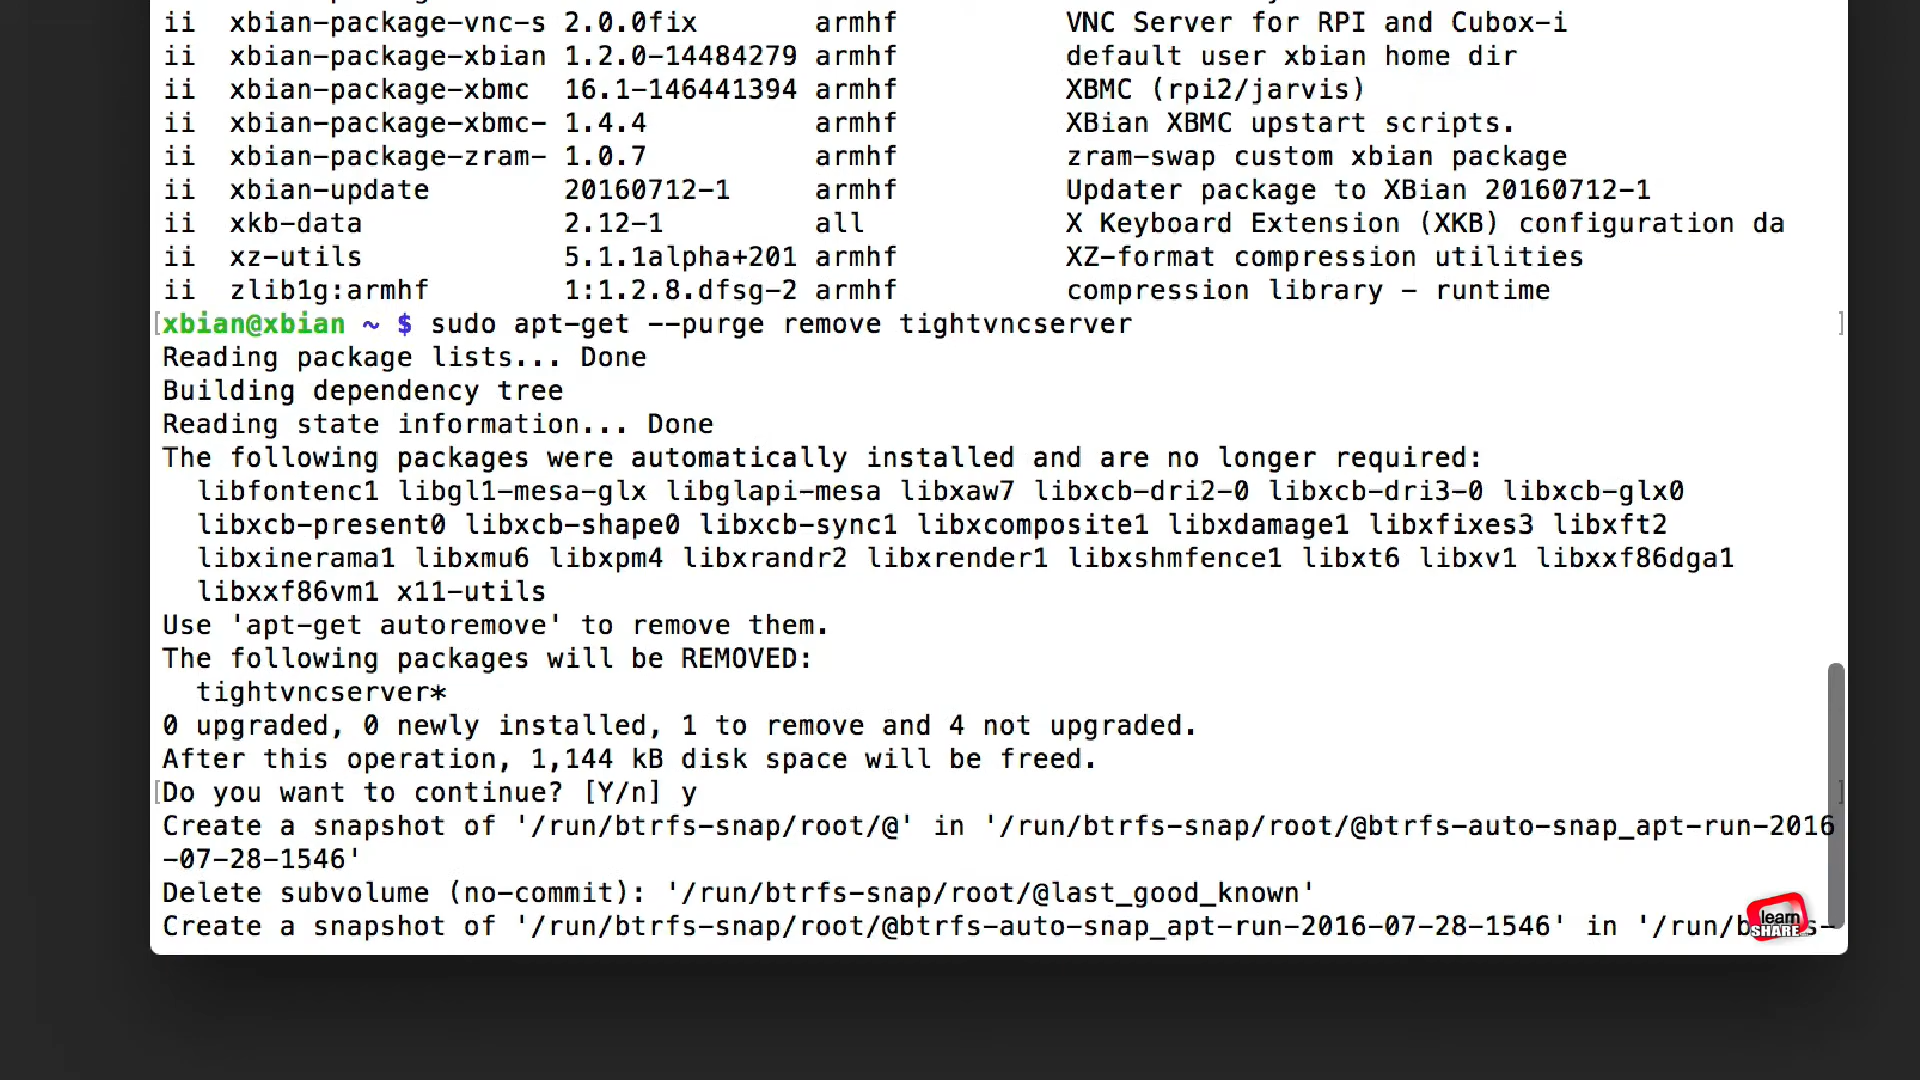 ii  xbian-package-vnc-s 2.0.0fix       armhf          VNC Server for RPI and Cubox-i
ii  xbian-package-xbian 1.2.0-14484279 armhf          default user xbian home dir
ii  xbian-package-xbmc  16.1-146441394 armhf          XBMC (rpi2/jarvis)
ii  xbian-package-xbmc- 1.4.4          armhf          XBian XBMC upstart scripts.
ii  xbian-package-zram- 1.0.7          armhf          zram-swap custom xbian package
ii  xbian-update        20160712-1     armhf          Updater package to XBian 20160712-1
ii  xkb-data            2.12-1         all            X Keyboard Extension (XKB) configuration da
ii  xz-utils            5.1.1alpha+201 armhf          XZ-format compression utilities
ii  zlib1g:armhf        1:1.2.8.dfsg-2 armhf          compression library - runtime
[xbian@xbian ~ $ sudo apt-get --purge remove tightvncserver ]
Reading package lists... Done
Building dependency tree
Reading state information... Done
The following packages were automatically installed and are no longer required:
  libfontenc1 libgl1-mesa-glx libglapi-mesa libxaw7 libxcb-dri2-0 libxcb-dri3-0 libxcb-glx0
  libxcb-present0 libxcb-shape0 libxcb-sync1 libxcomposite1 libxdamage1 libxfixes3 libxft2
  libxinerama1 libxmu6 libxpm4 libxrandr2 libxrender1 libxshmfence1 libxt6 libxv1 libxxf86dga1
  libxxf86vm1 x11-utils
Use 'apt-get autoremove' to remove them.
The following packages will be REMOVED:
  tightvncserver*
0 upgraded, 0 newly installed, 1 to remove and 4 not upgraded.
After this operation, 1,144 kB disk space will be freed.
[Do you want to continue? [Y/n] y ]
Create a snapshot of '/run/btrfs-snap/root/@' in '/run/btrfs-snap/root/@btrfs-auto-snap_apt-run-2016
-07-28-1546'
Delete subvolume (no-commit): '/run/btrfs-snap/root/@last_good_known'
Create a snapshot of '/run/btrfs-snap/root/@btrfs-auto-snap_apt-run-2016-07-28-1546' in '/run/
learn
SHARE